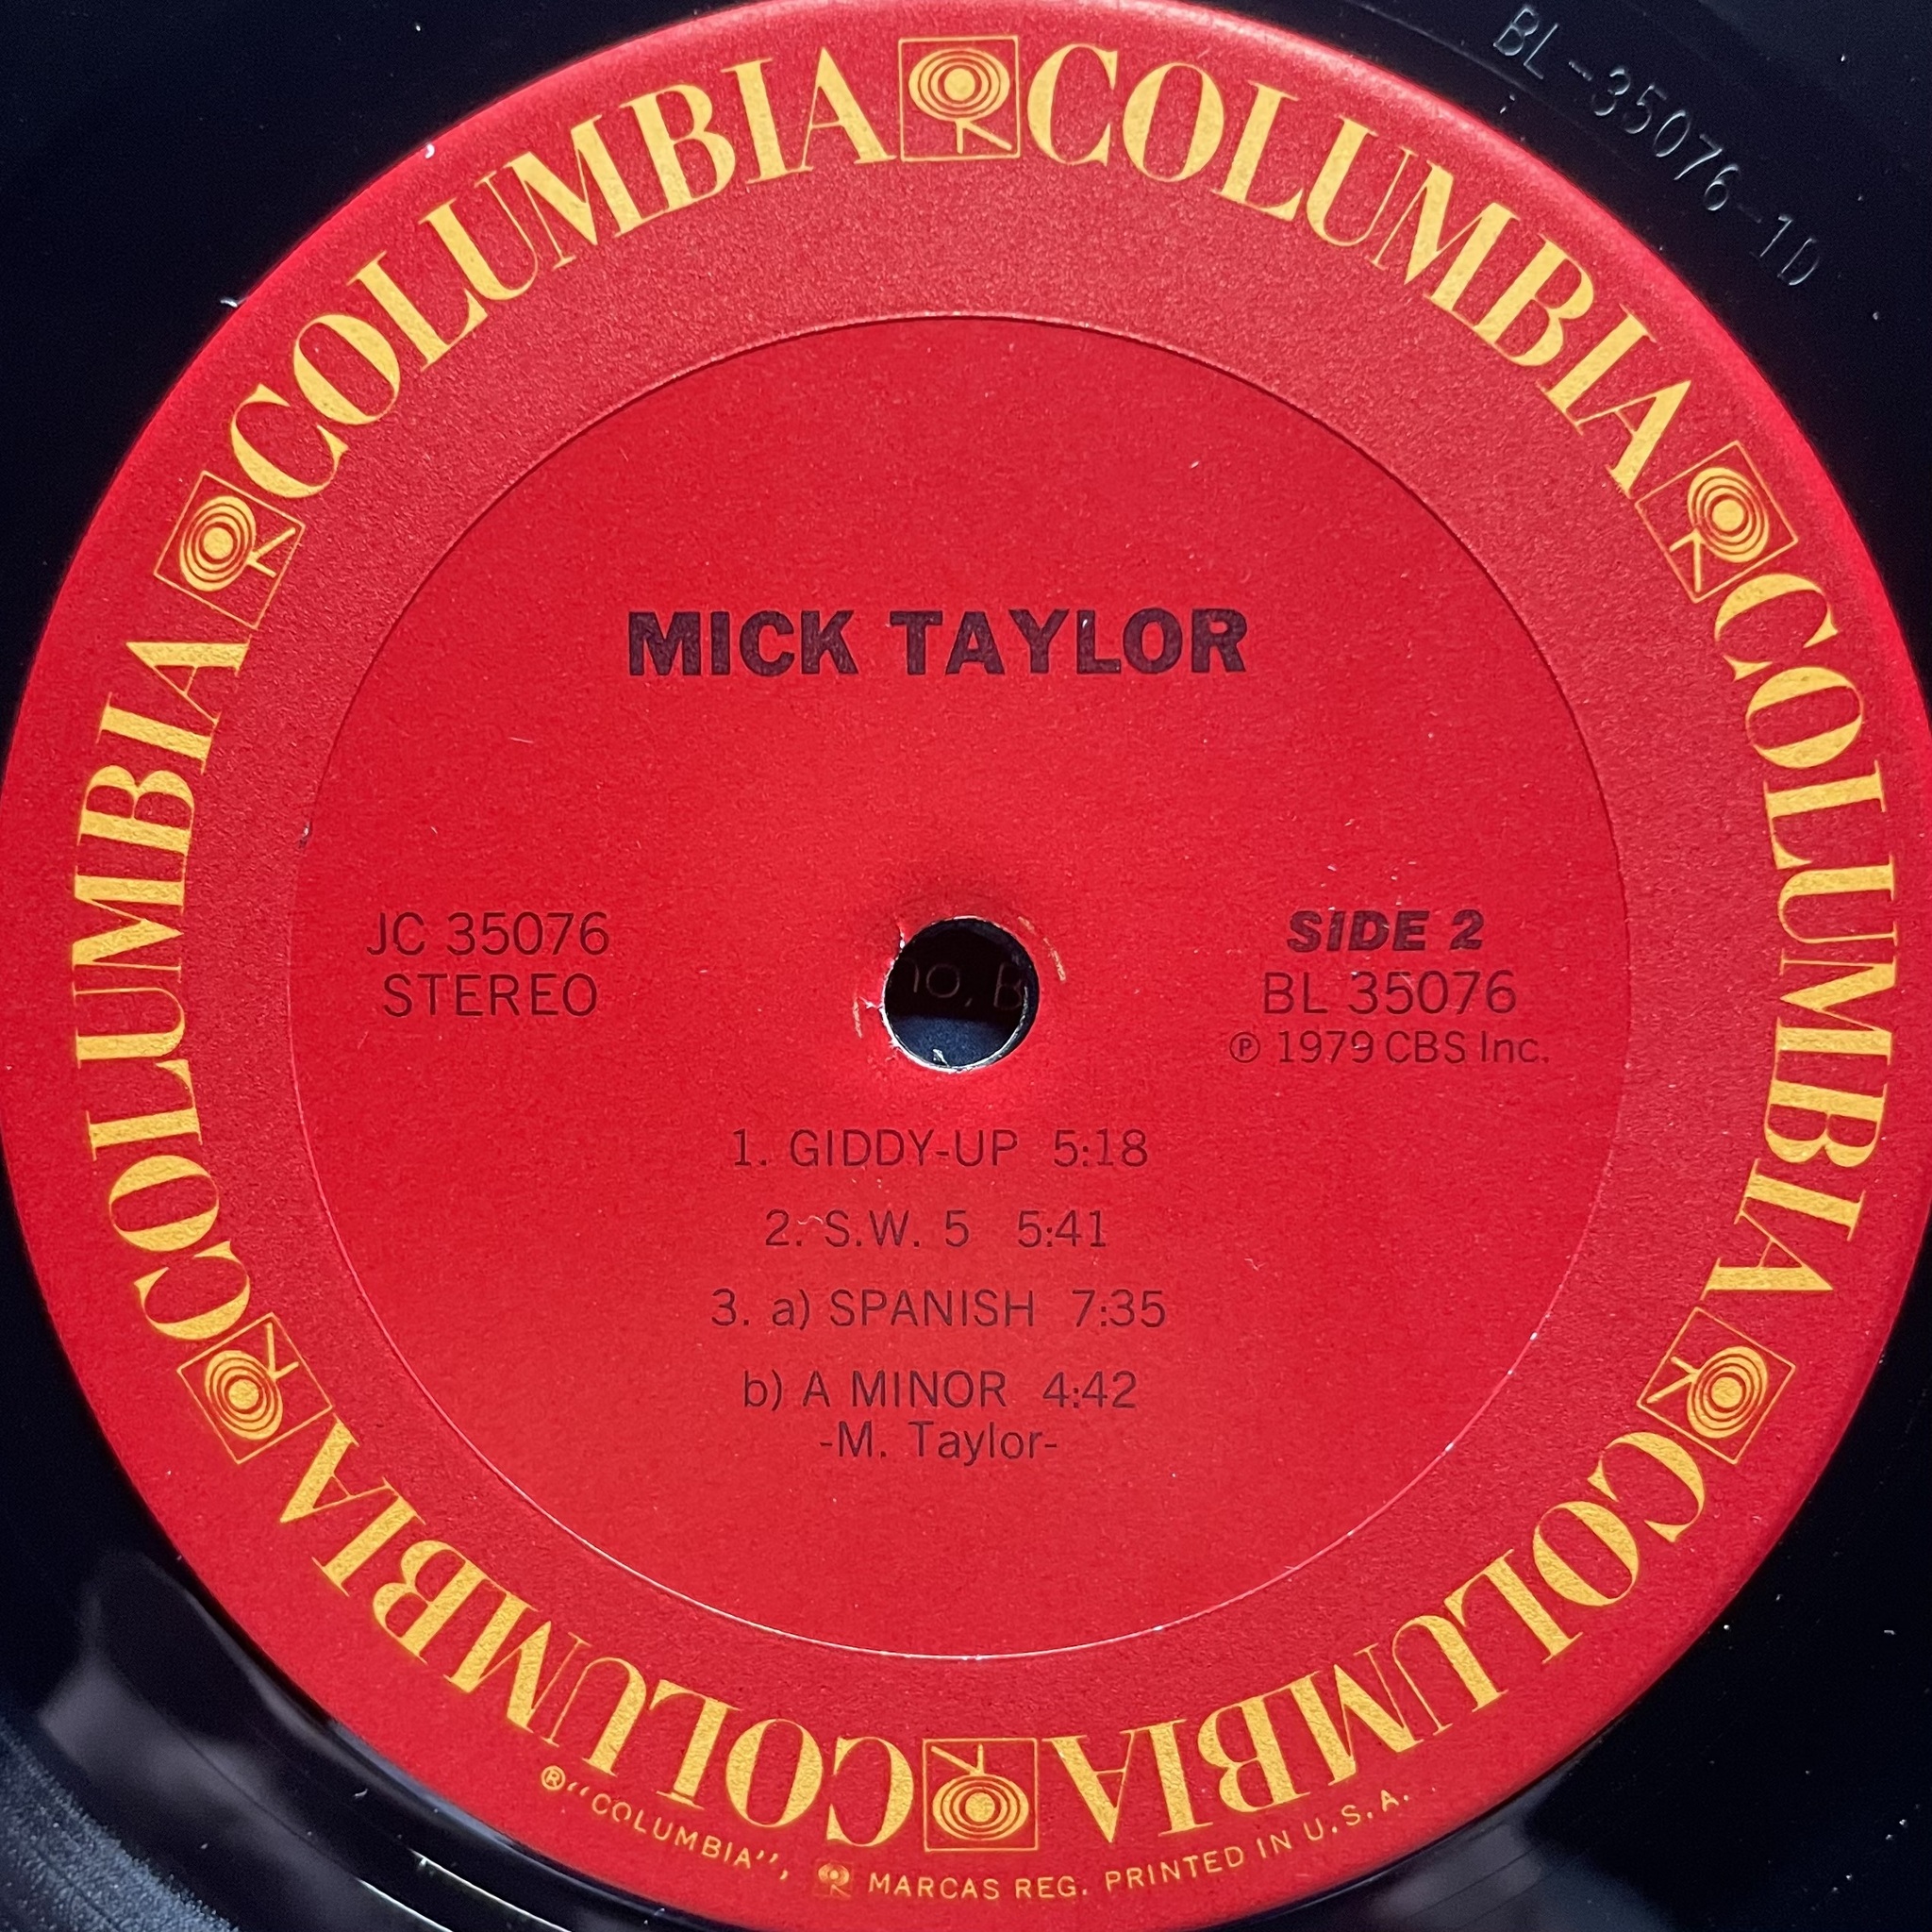 BL-35076-1D
COLUMBIA COLUMBIA COLUMBIA COLUMBIA COLUMBIA COLUMBIA
MICK TAYLOR
JC 35076
STEREO
SIDE 2
BL 35076
℗ 1979 CBS Inc.
1. GIDDY-UP 5:18
2. S.W. 5 5:41
3. a) SPANISH 7:35
b) A MINOR 4:42
-M. Taylor-
® "COLUMBIA", MARCAS REG. PRINTED IN U.S.A.